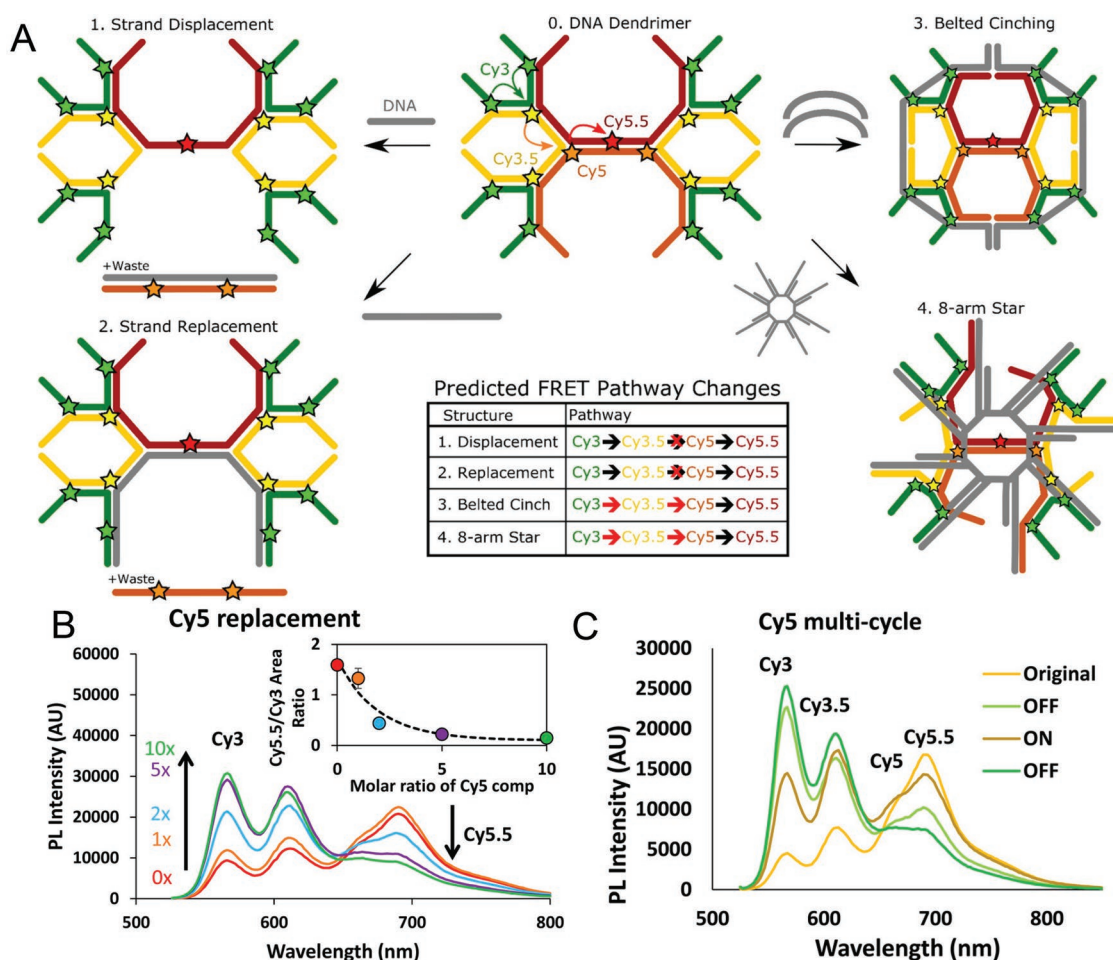 A
1. Strand Displacement
0. DNA Dendrimer
3. Belted Cinching
Cy3
DNA
Cy5.5
Cy3.5
Cy5
+Waste
2. Strand Replacement
4. 8-arm Star
Predicted FRET Pathway Changes
Structure Pathway
1. Displacement Cy3 Cy3.5 Cy5 Cy5.5
2. Replacement Cy3 Cy3.5 Cy5 Cy5.5
3. Belted Cinch Cy3 Cy3.5 Cy5 Cy5.5
4. 8-arm Star Cy3 Cy3.5 Cy5 Cy5.5
+Waste
B
Cy5 replacement
PL Intensity (AU)
60000
50000
40000
30000
20000
10000
0
500 600 700 800
Wavelength (nm)
10x
5x
2x
1x
0x
Cy3
Cy5.5
Cy5.5/Cy3 Area
Ratio
2
1
0
0 5 10
Molar ratio of Cy5 comp
C
Cy5 multi-cycle
PL Intensity (AU)
30000
25000
20000
15000
10000
5000
0
500 600 700 800
Wavelength (nm)
Cy3
Cy3.5
Cy5
Cy5.5
Original
OFF
ON
OFF